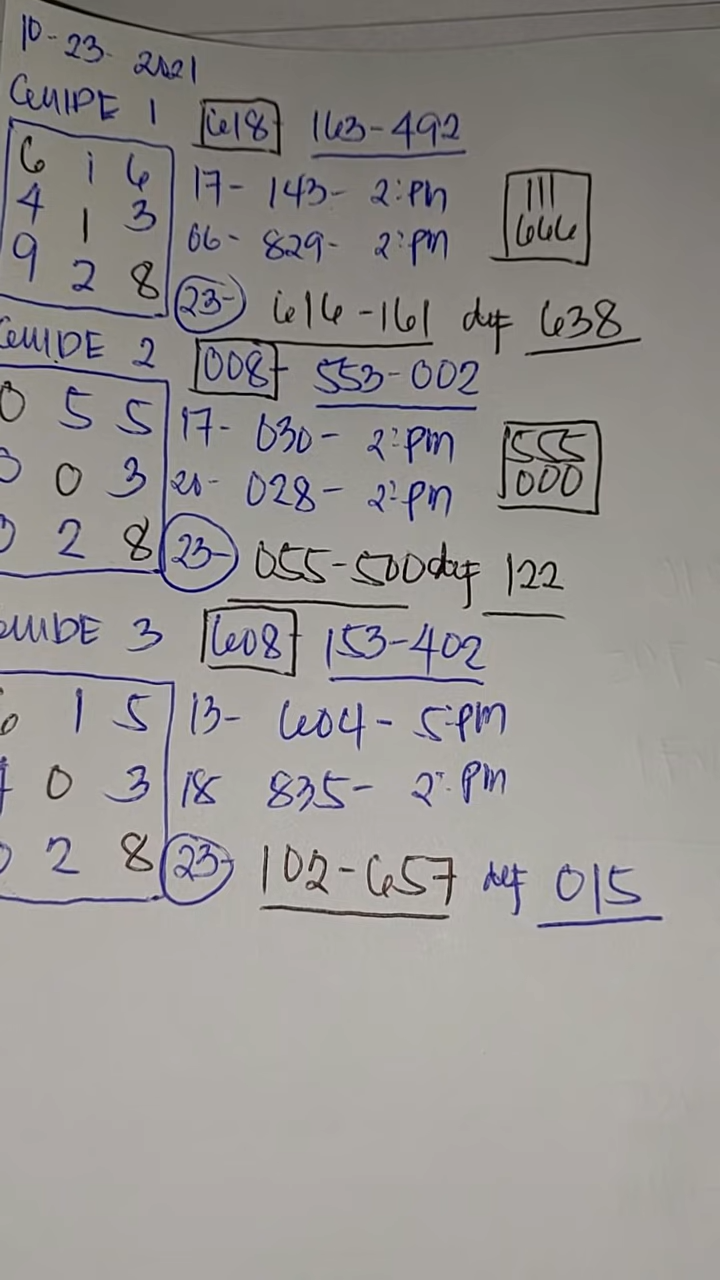 10-23-2021
GUIDE 1 618 163-492
6 1 6 17- 143- 2:PM 111
4 1 3 06- 829- 2:PM 666
9 2 8 23- 616-161 def 638
GUIDE 2 008 553-002
0 5 5 17- 030- 2:PM 555
0 3 20- 028- 2:PM 000
2 8 23- 055-500 def 122
GUIDE 3 608 153-402
1 5 13- 604- 5:PM
0 3 18 835- 2:PM
2 8 23- 102-657 def 015